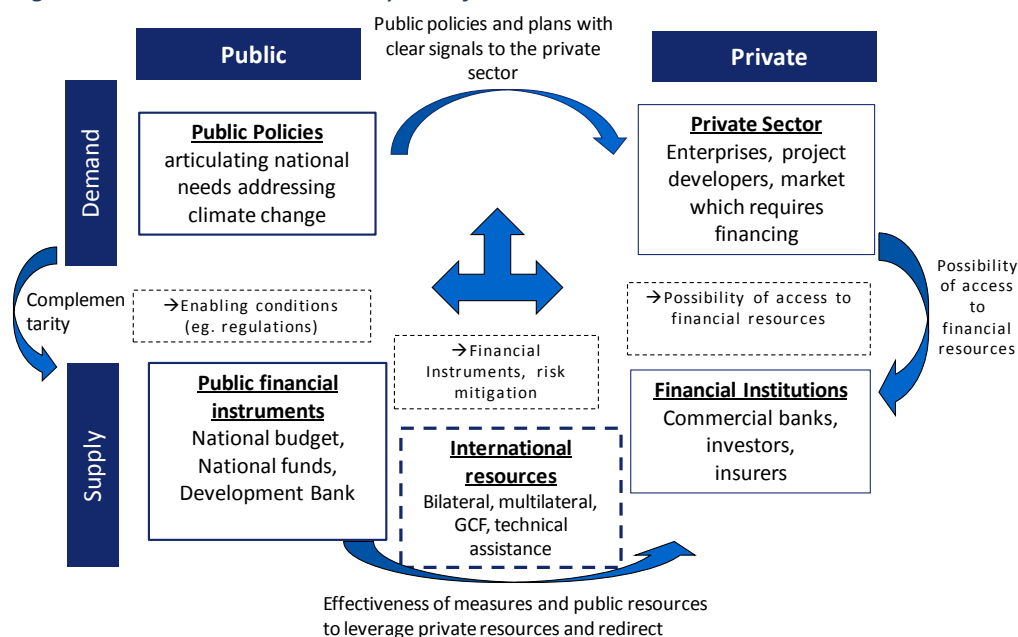 Public policies and plans with
clear signals to the private
sector
Public
Private
Demand
Public Policies
articulating national
needs addressing
climate change
Private Sector
Enterprises, project
developers, market
which requires
financing
Complemen
tarity
→Enabling conditions
(eg. regulations)
→Possibility of access to
financial resources
Possibility
of access
to
financial
resources
→Financial
Instruments, risk
mitigation
Supply
Public financial
instruments
National budget,
National funds,
Development Bank
International
resources
Bilateral, multilateral,
GCF, technical
assistance
Financial Institutions
Commercial banks,
investors,
insurers
Effectiveness of measures and public resources
to leverage private resources and redirect